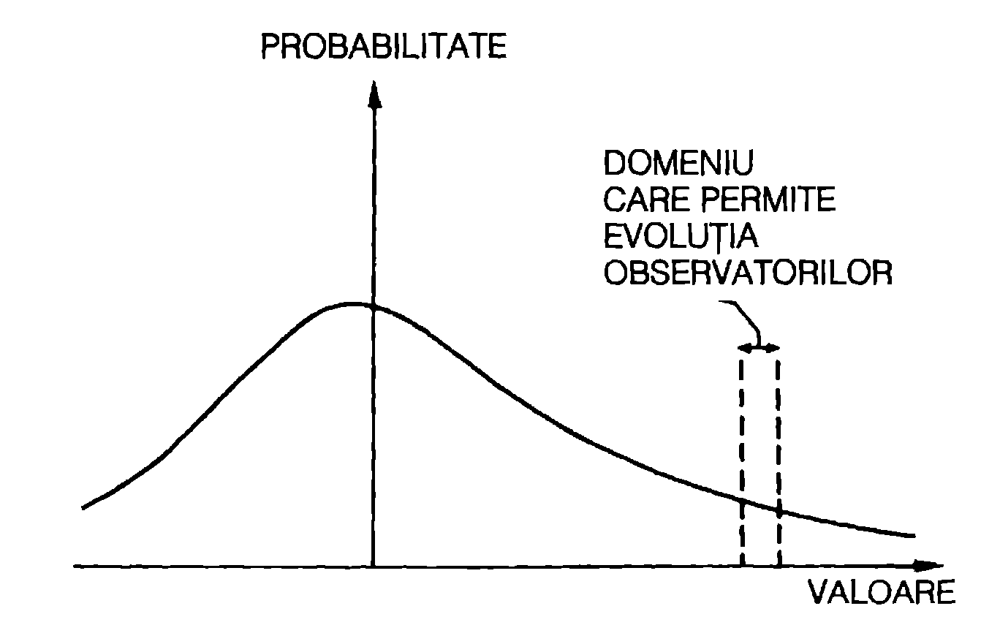 PROBABILITATE
DOMENIU
CARE PERMITE
EVOLUȚIA
OBSERVATORILOR
VALOARE